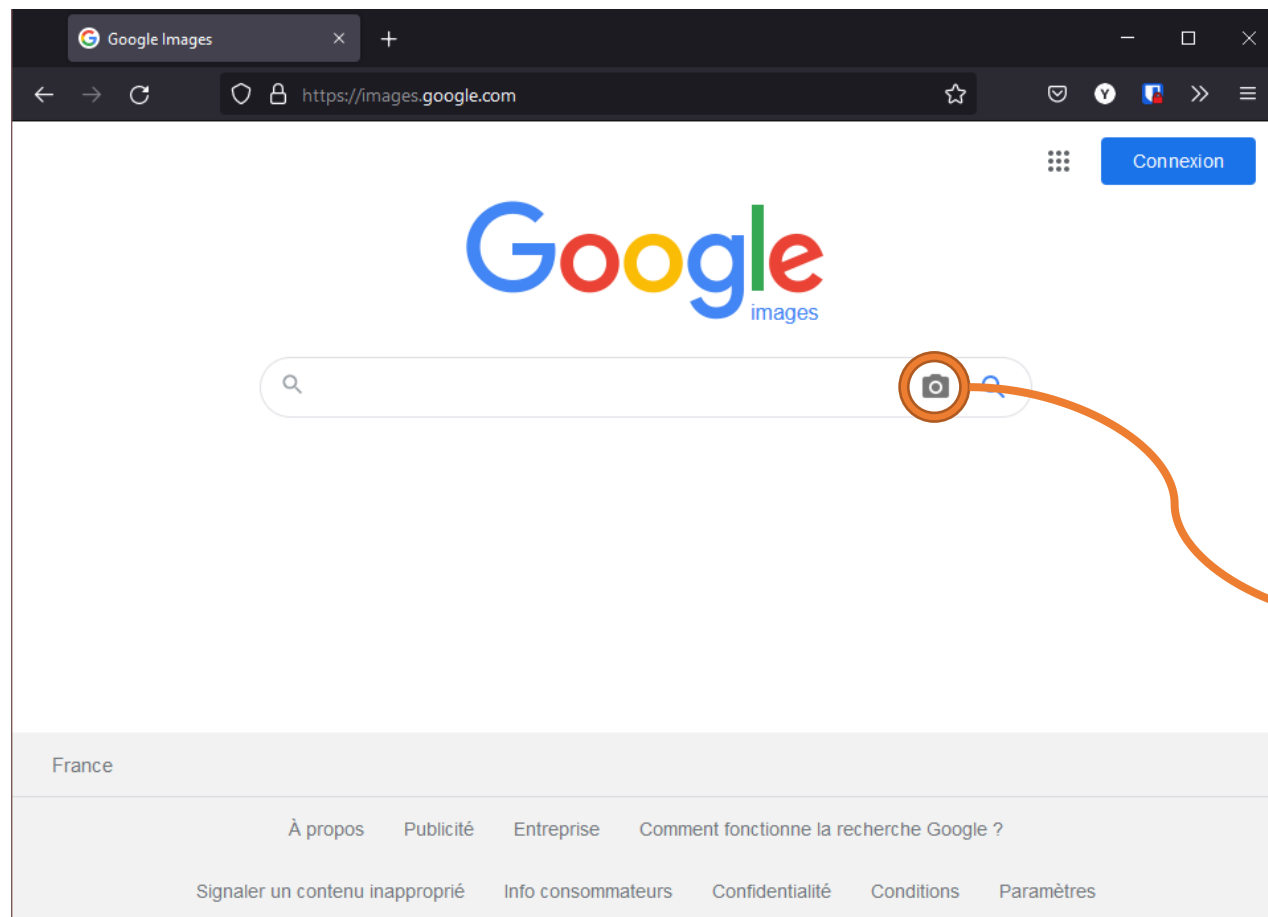 Google Images
https://images.google.com
Y
Connexion
Google
images
France
À propos Publicité Entreprise Comment fonctionne la recherche Google ?
Signaler un contenu inapproprié Info consommateurs Confidentialité Conditions Paramètres